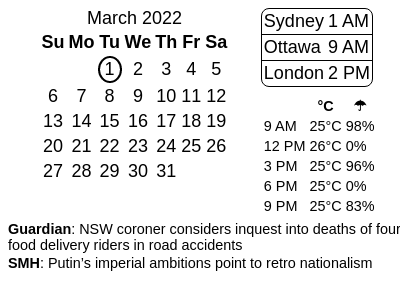 March 2022
Su Mo Tu We Th Fr Sa
1 2 3 4 5
6 7 8 9 10 11 12
13 14 15 16 17 18 19
20 21 22 23 24 25 26
27 28 29 30 31
Sydney 1 AM
Ottawa 9 AM
London 2 PM
°C ☂
9 AM 25°C 98%
12 PM 26°C 0%
3 PM 25°C 96%
6 PM 25°C 0%
9 PM 25°C 83%
Guardian: NSW coroner considers inquest into deaths of four
food delivery riders in road accidents
SMH: Putin's imperial ambitions point to retro nationalism